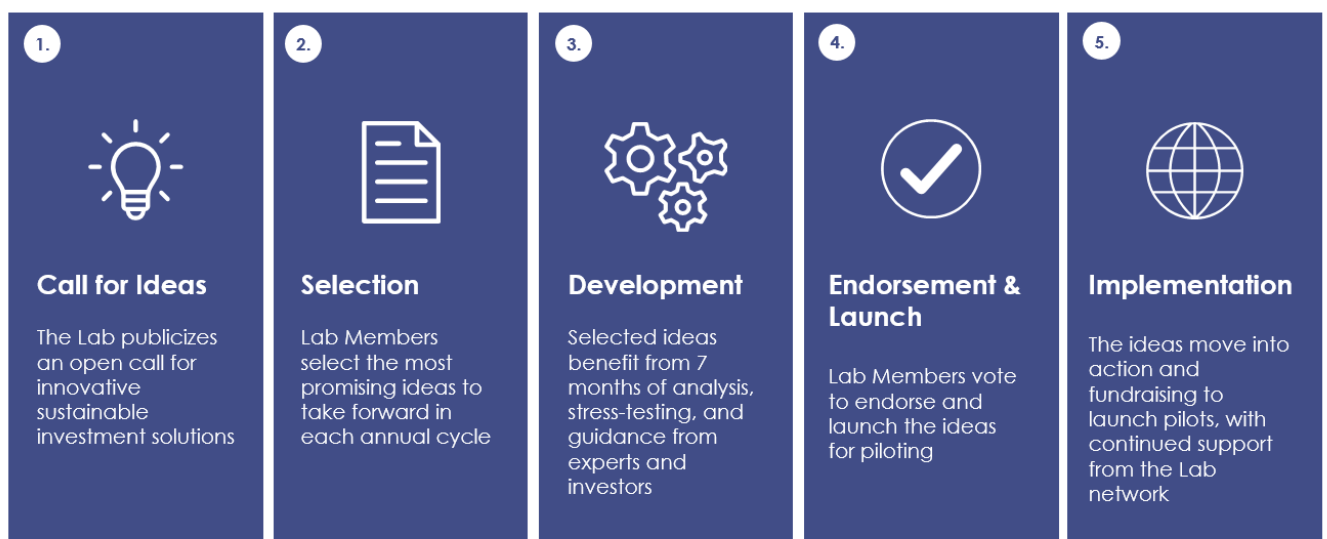 1.
Call for Ideas
The Lab publicizes
an open call for
innovative
sustainable
investment solutions
2.
Selection
Lab Members
select the most
promising ideas to
take forward in
each annual cycle
3.
Development
Selected ideas
benefit from 7
months of analysis,
stress-testing, and
guidance from
experts and
investors
4.
Endorsement &
Launch
Lab Members vote
to endorse and
launch the ideas
for piloting
5.
Implementation
The ideas move into
action and
fundraising to
launch pilots, with
continued support
from the Lab
network